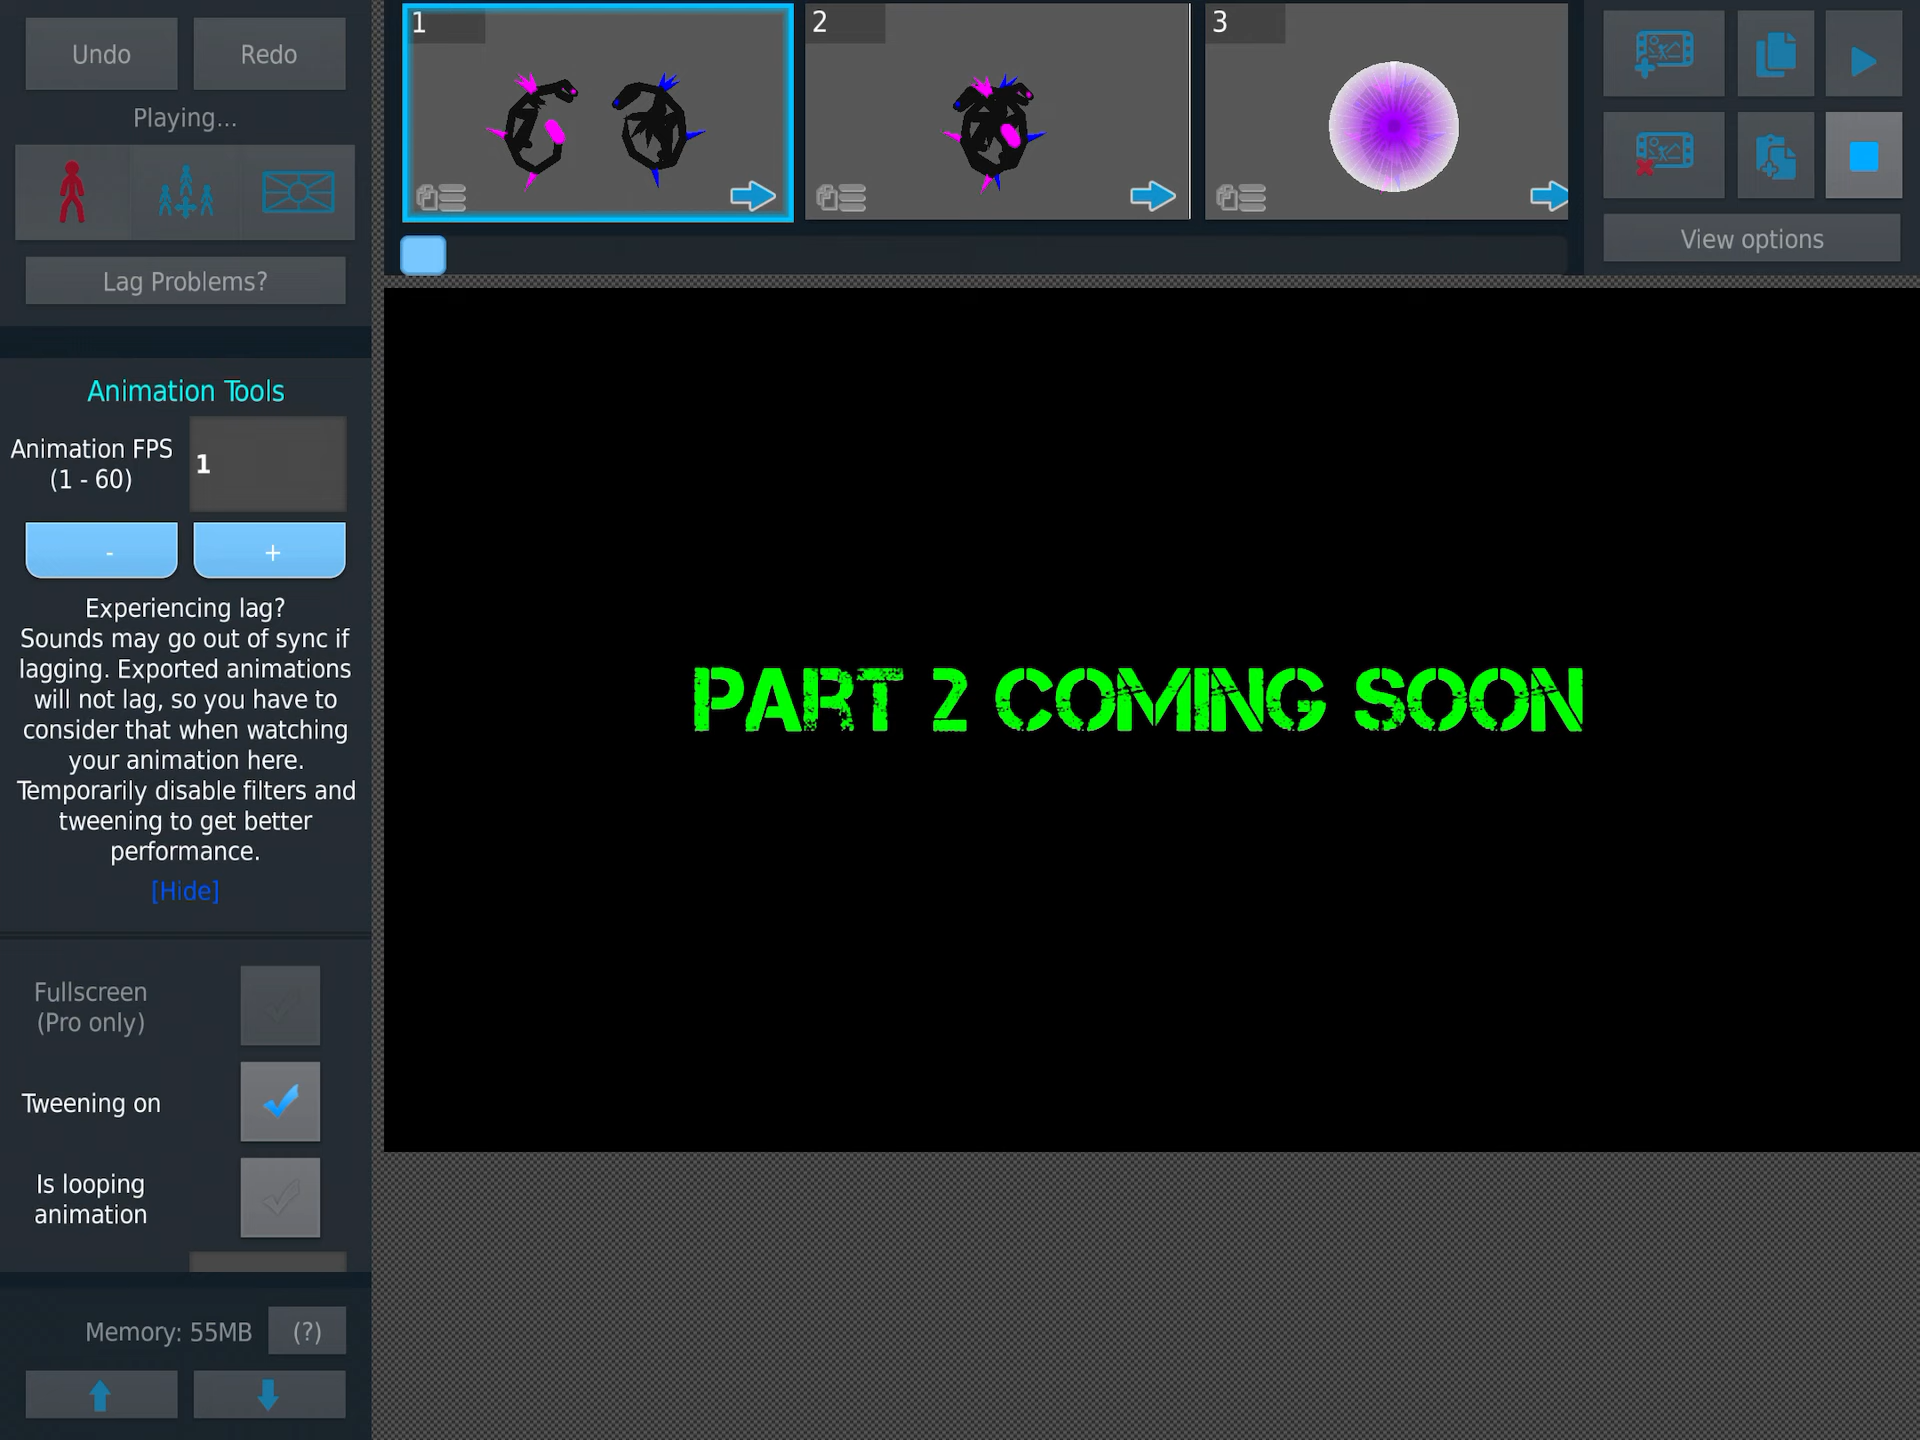 Undo
Redo
Playing...
Lag Problems?
1
2
3
View options
Animation Tools
Animation FPS
(1 - 60)
1
-
+
Experiencing lag?
Sounds may go out of sync if
lagging. Exported animations
will not lag, so you have to
consider that when watching
your animation here.
Temporarily disable filters and
tweening to get better
performance.
[Hide]
Fullscreen
(Pro only)
Tweening on
Is looping
animation
Memory: 55MB
(?)
PART 2 COMING SOON